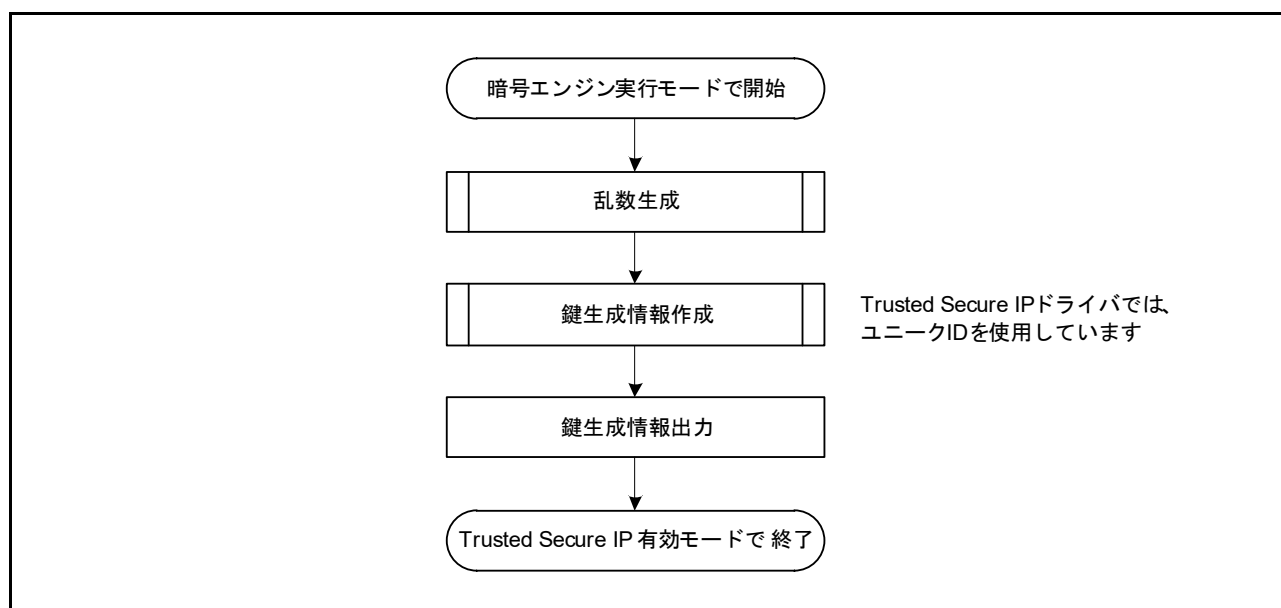 暗号エンジン実行モードで開始
乱数生成
鍵生成情報作成
Trusted Secure IPドライバでは、
ユニークIDを使用しています
鍵生成情報出力
Trusted Secure IP 有効モードで 終了